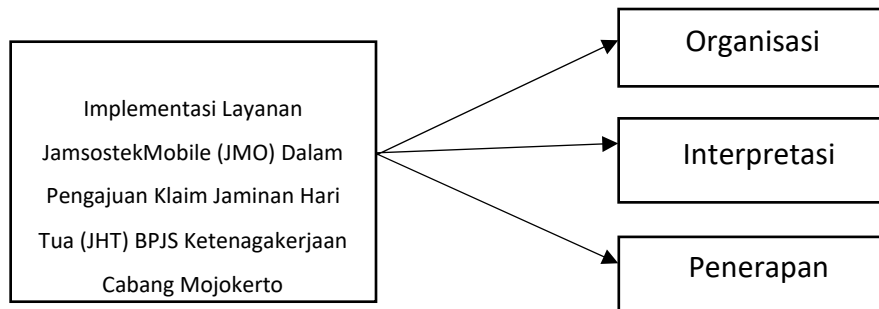 Implementasi Layanan
JamsostekMobile (JMO) Dalam
Pengajuan Klaim Jaminan Hari
Tua (JHT) BPJS Ketenagakerjaan
Cabang Mojokerto
Organisasi
Interpretasi
Penerapan